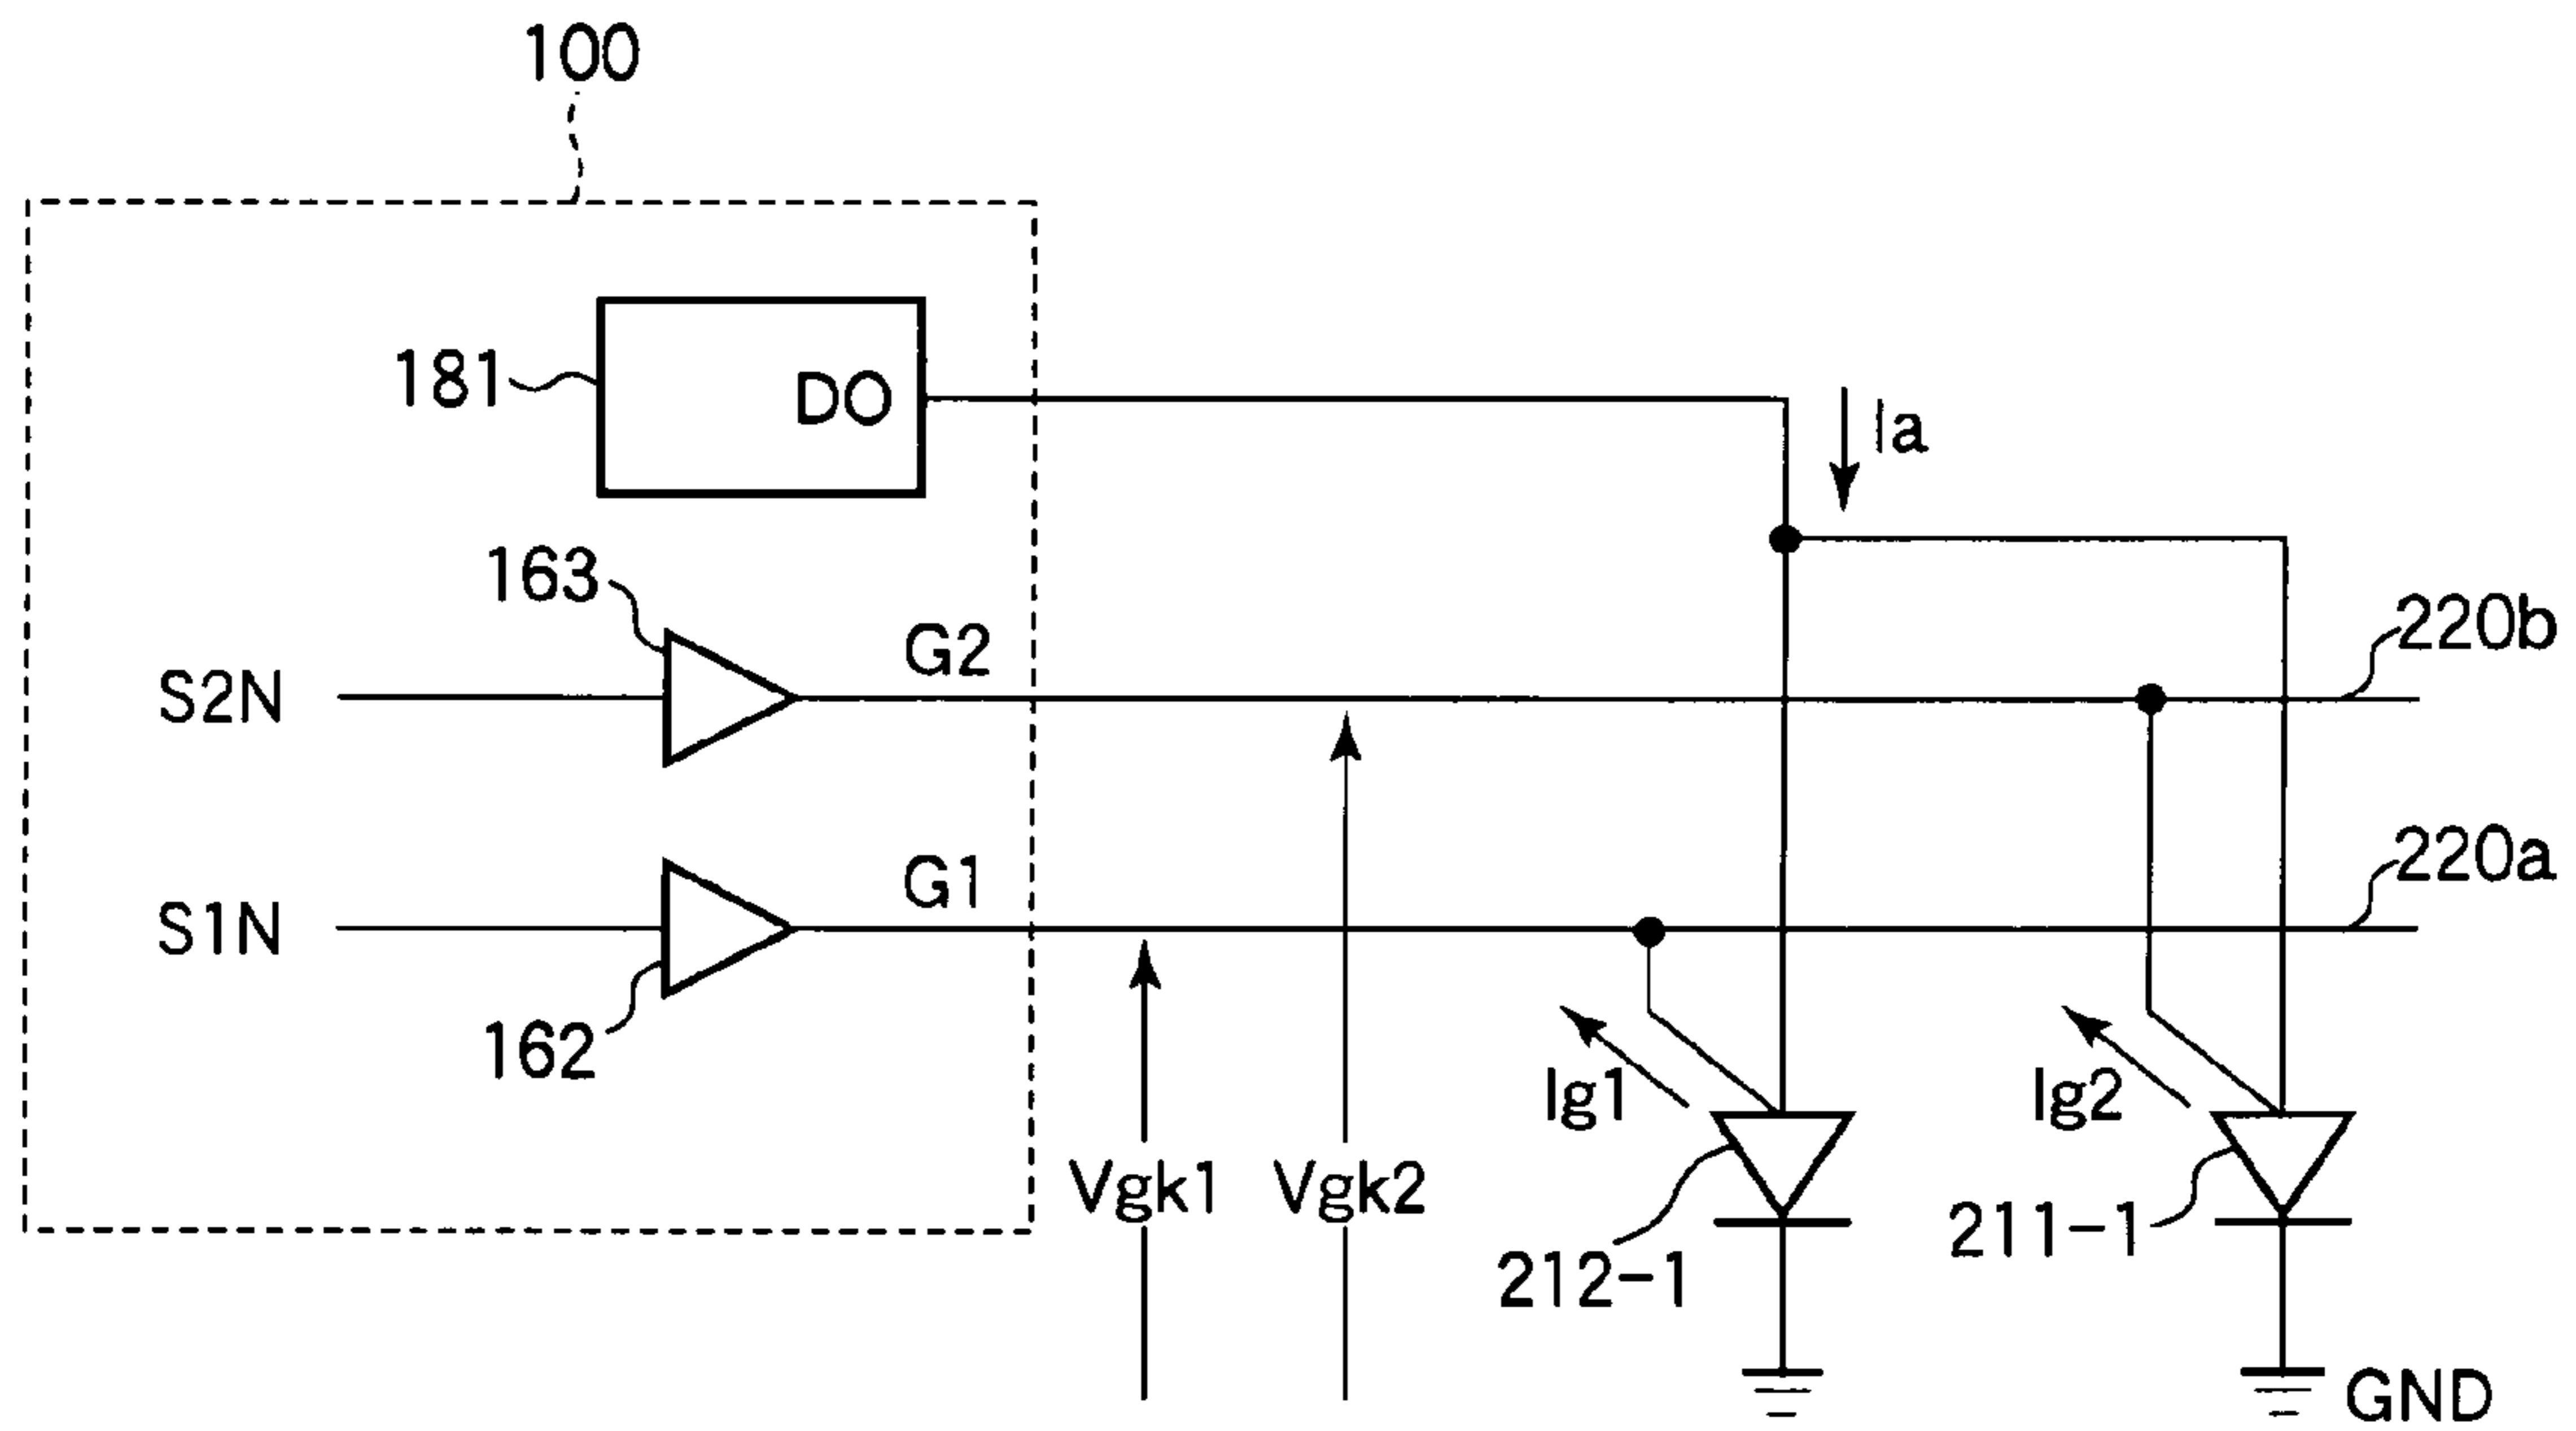 100
181
DO
Ia
163
G2
220b
S2N
G1
220a
S1N
162
Ig1
Ig2
Vgk1
Vgk2
212-1
211-1
GND